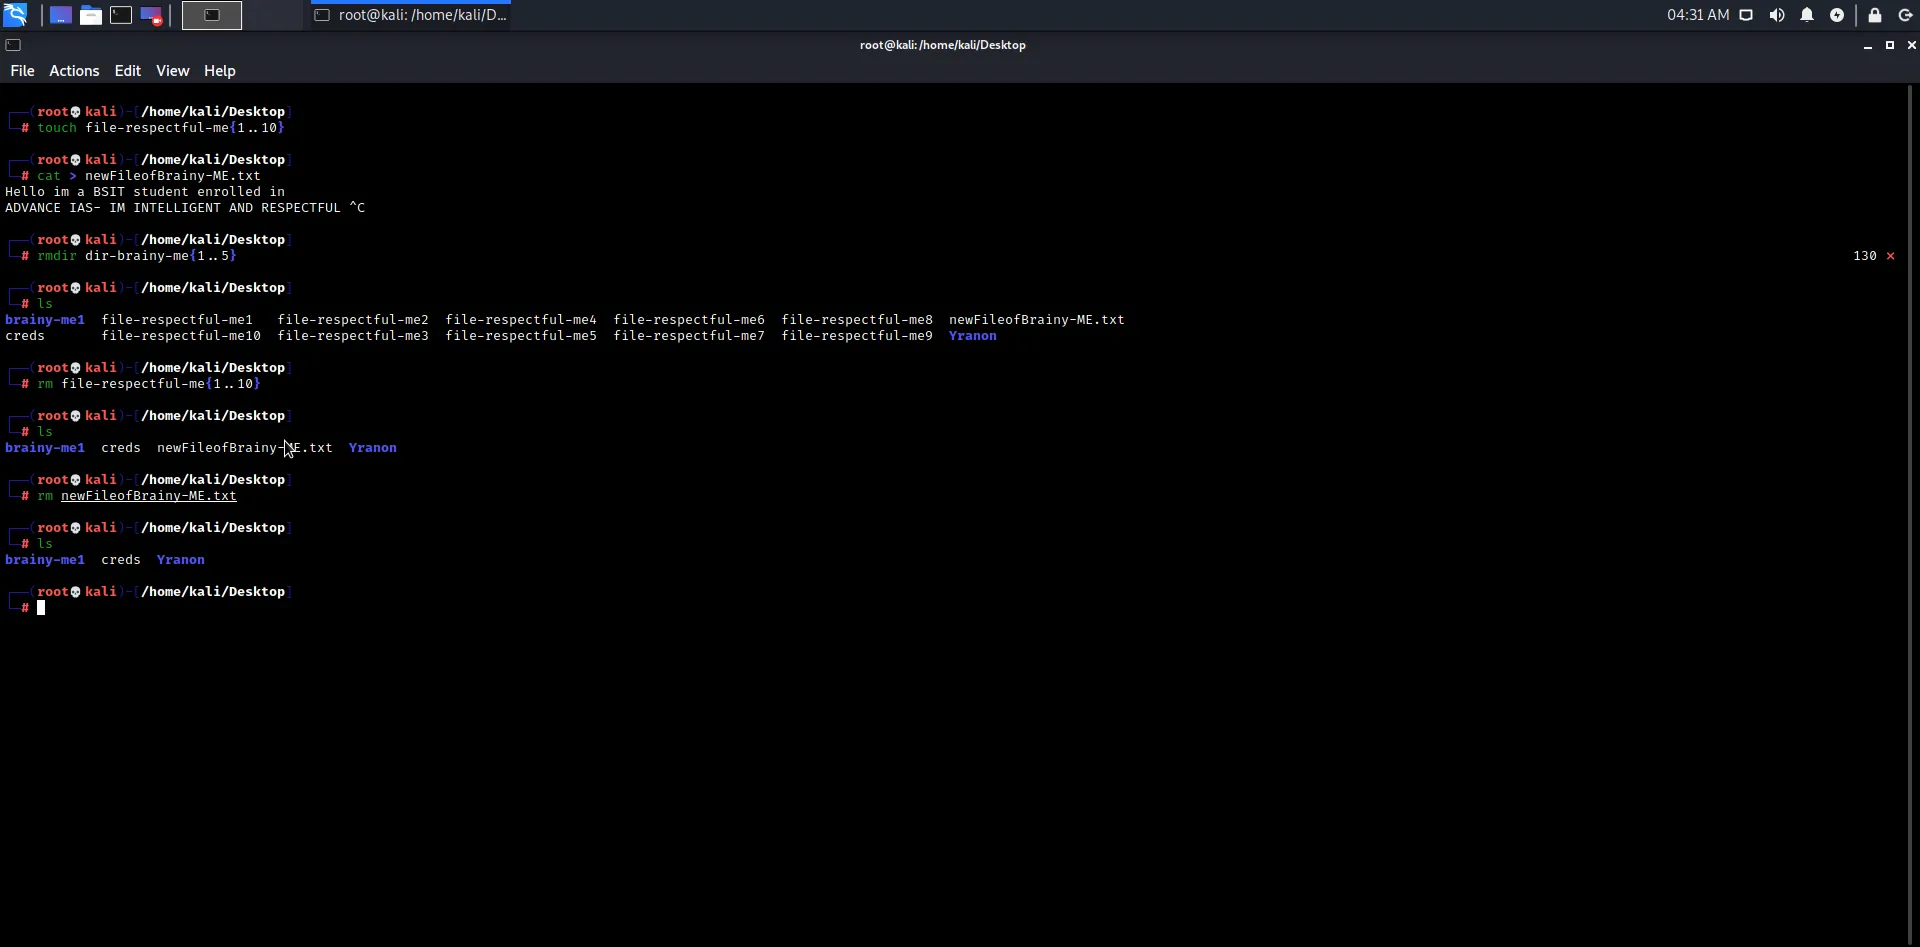 root@kali: /home/kali/D...
04:31 AM
root@kali:/home/kali/Desktop
File Actions Edit View Help
┌──(root💀kali)-[/home/kali/Desktop]
└─# touch file-respectful-me{1..10}
┌──(root💀kali)-[/home/kali/Desktop]
└─# cat > newFileofBrainy-ME.txt
Hello im a BSIT student enrolled in
ADVANCE IAS- IM INTELLIGENT AND RESPECTFUL ^C
┌──(root💀kali)-[/home/kali/Desktop]
└─# rmdir dir-brainy-me{1..5} 130 ⨯
┌──(root💀kali)-[/home/kali/Desktop]
└─# ls
brainy-me1 file-respectful-me1 file-respectful-me2 file-respectful-me4 file-respectful-me6 file-respectful-me8 newFileofBrainy-ME.txt
creds file-respectful-me10 file-respectful-me3 file-respectful-me5 file-respectful-me7 file-respectful-me9 Yranon
┌──(root💀kali)-[/home/kali/Desktop]
└─# rm file-respectful-me{1..10}
┌──(root💀kali)-[/home/kali/Desktop]
└─# ls
brainy-me1 creds newFileofBrainy-ME.txt Yranon
┌──(root💀kali)-[/home/kali/Desktop]
└─# rm newFileofBrainy-ME.txt
┌──(root💀kali)-[/home/kali/Desktop]
└─# ls
brainy-me1 creds Yranon
┌──(root💀kali)-[/home/kali/Desktop]
└─#